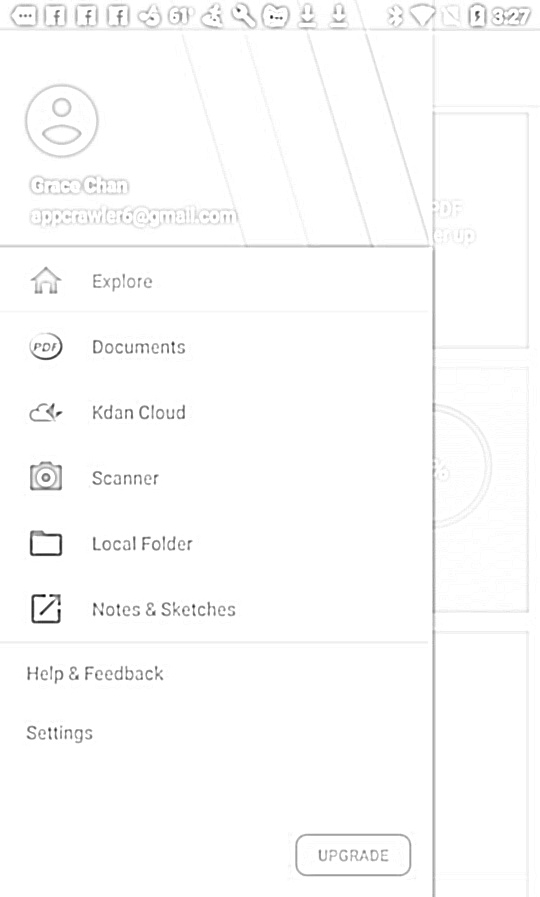 61° 3:27
Grace Chan
appcrawler6@gmail.com
PDF
er up
Explore
PDF Documents
Kdan Cloud
%
Scanner
Local Folder
Notes & Sketches
Help & Feedback
Settings
UPGRADE